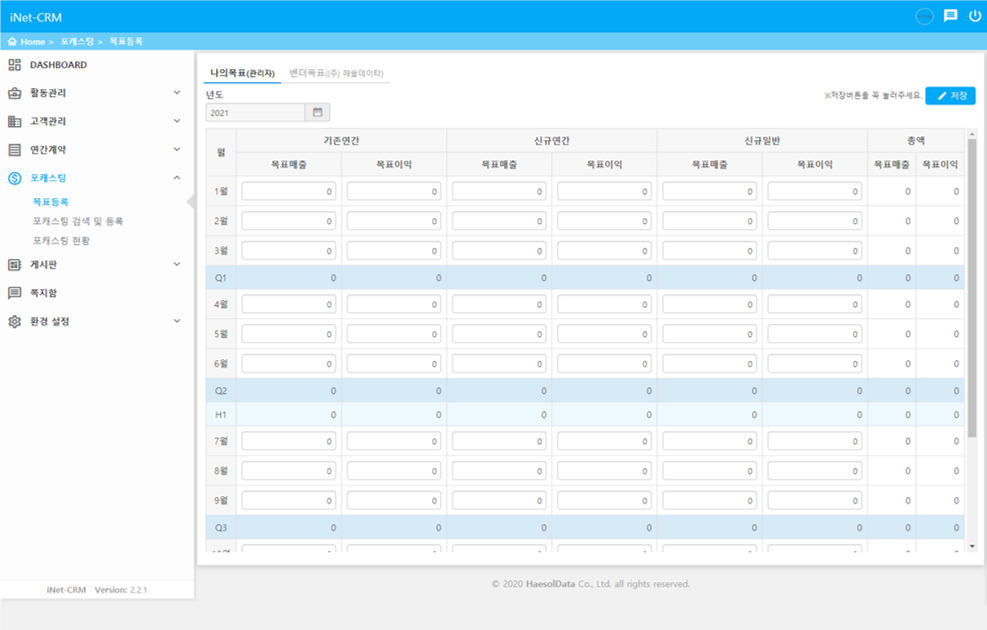 iNet-CRM
Home > 포캐스팅 > 목표등록
DASHBOARD
활동관리
고객관리
연간계약
포캐스팅
목표등록
포캐스팅 검색 및 등록
포캐스팅 현황
게시판
쪽지함
환경 설정
iNet-CRM Version: 2.2.1
나의목표(관리자) 벤더목표((주) 해솔데이타)
년도
2021
※저장버튼을 꼭 눌러주세요. 저장
월 기존연간 신규연간 신규일반 총액
목표매출 목표이익 목표매출 목표이익 목표매출 목표이익 목표매출 목표이익
1월 0 0 0 0 0 0 0 0
2월 0 0 0 0 0 0 0 0
3월 0 0 0 0 0 0 0 0
Q1 0 0 0 0 0 0 0 0
4월 0 0 0 0 0 0 0 0
5월 0 0 0 0 0 0 0 0
6월 0 0 0 0 0 0 0 0
Q2 0 0 0 0 0 0 0 0
H1 0 0 0 0 0 0 0 0
7월 0 0 0 0 0 0 0 0
8월 0 0 0 0 0 0 0 0
9월 0 0 0 0 0 0 0 0
Q3 0 0 0 0 0 0 0 0
© 2020 HaesolData Co., Ltd. all rights reserved.